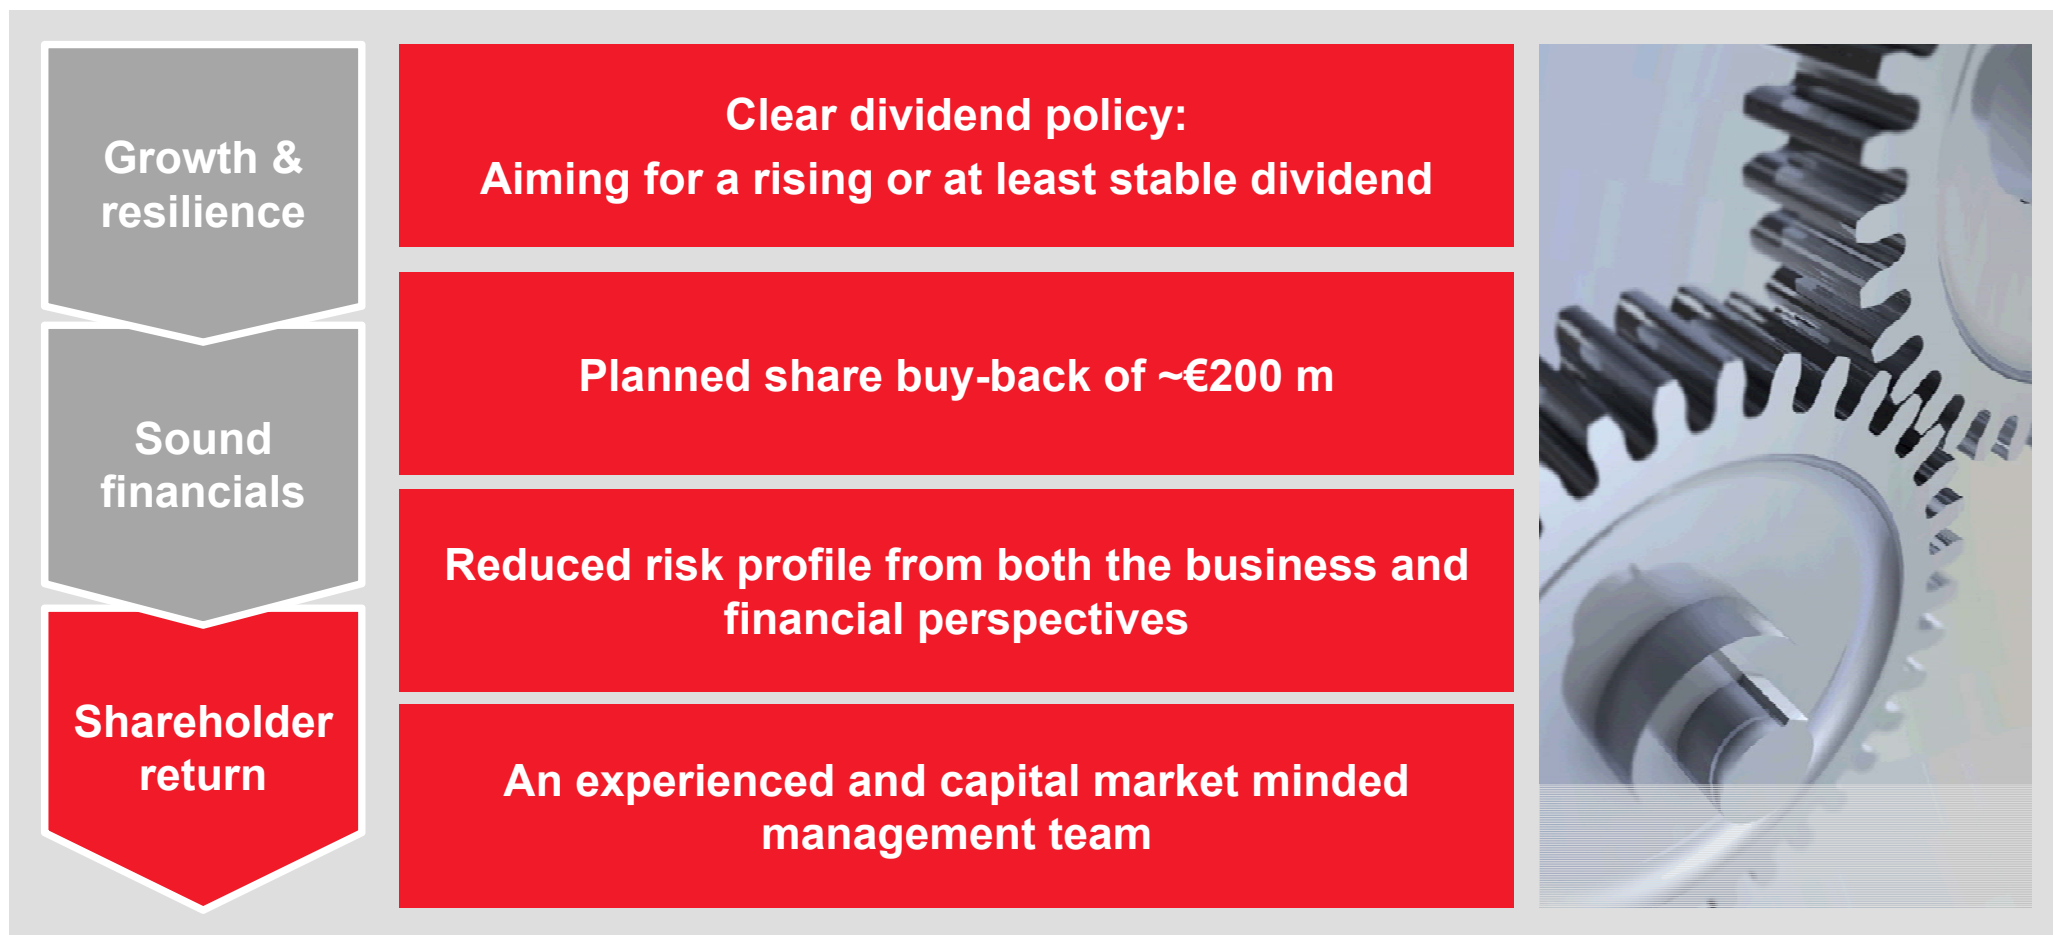 Growth &
resilience
Sound
financials
Shareholder
return
Clear dividend policy:
Aiming for a rising or at least stable dividend
Planned share buy-back of ~€200 m
Reduced risk profile from both the business and
financial perspectives
An experienced and capital market minded
management team